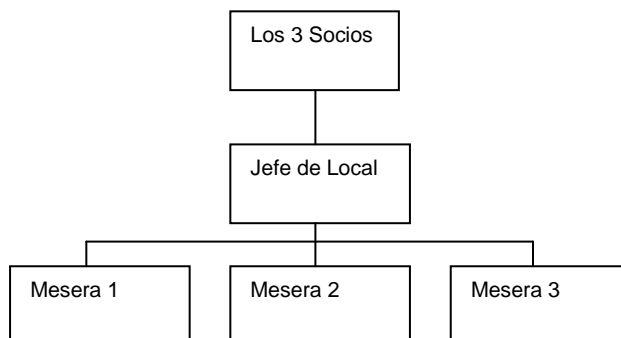 Los 3 Socios
Jefe de Local
Mesera 1
Mesera 2
Mesera 3